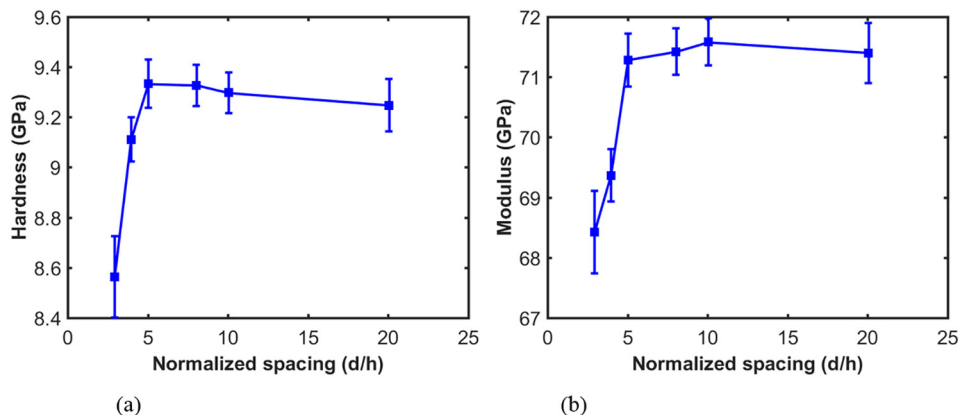 9.6
9.4
9.2
9
8.8
8.6
8.4
Hardness (GPa)
0 5 10 15 20 25
Normalized spacing (d/h)
(a)
72
71
70
69
68
67
Modulus (GPa)
0 5 10 15 20 25
Normalized spacing (d/h)
(b)